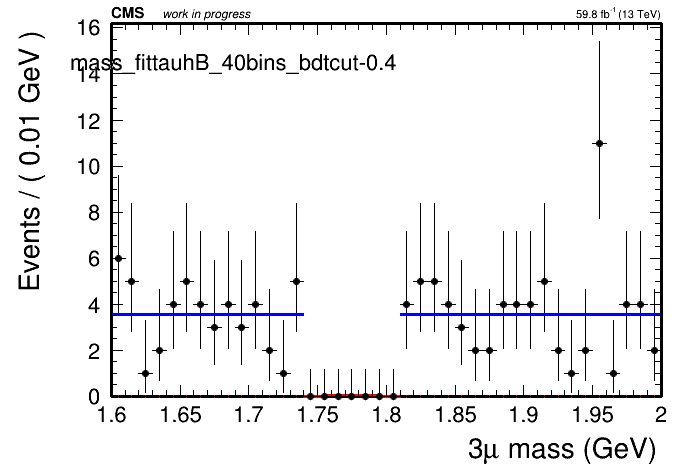 CMS work in progress 59.8 fb⁻¹ (13 TeV)
mass_fittauhB_40bins_bdtcut-0.4
Events / ( 0.01 GeV )
16
14
12
10
8
6
4
2
0
1.6 1.65 1.7 1.75 1.8 1.85 1.9 1.95 2
3μ mass (GeV)